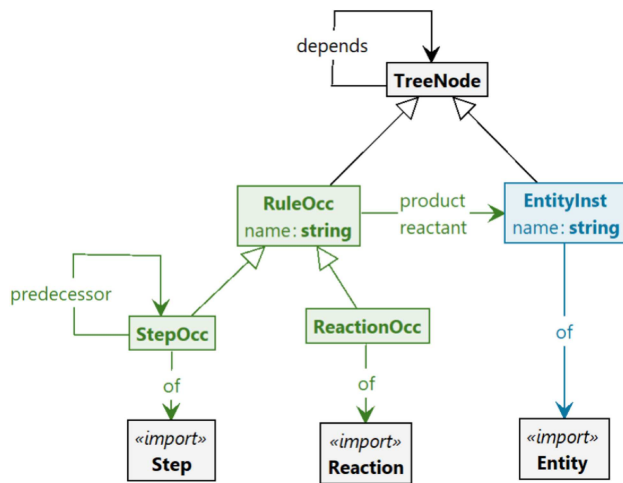 depends
TreeNode
RuleOcc
name: string
product
reactant
EntityInst
name: string
predecessor
StepOcc
ReactionOcc
of
of
of
«import»
Step
«import»
Reaction
«import»
Entity